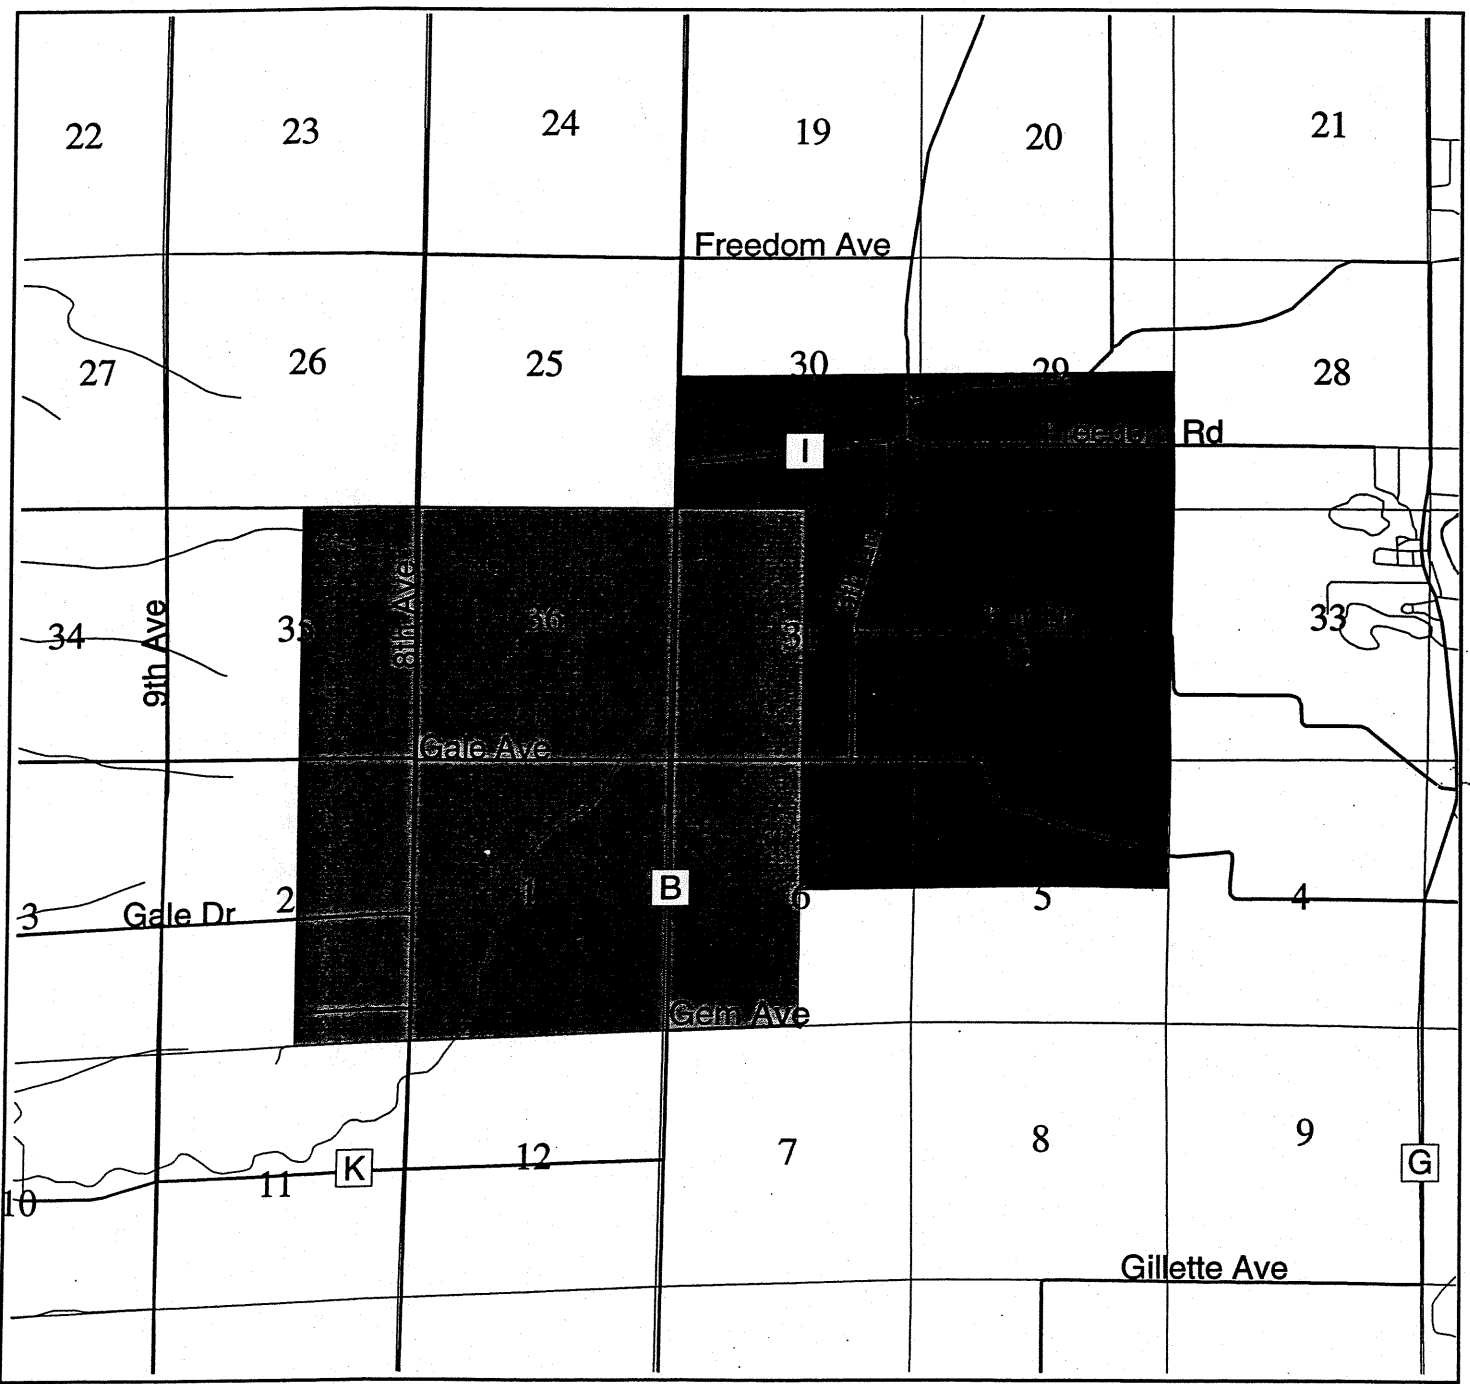 22 23 24 19 20 21
Freedom Ave
27 26 25 30 29 28
Freedom Rd
I
8th Ave
34 9th Ave 36 33
Gale Ave
B
3 Gale Dr 2 1 6 5 4
Gem Ave
10 11 K 12 7 8 9 G
Gillette Ave